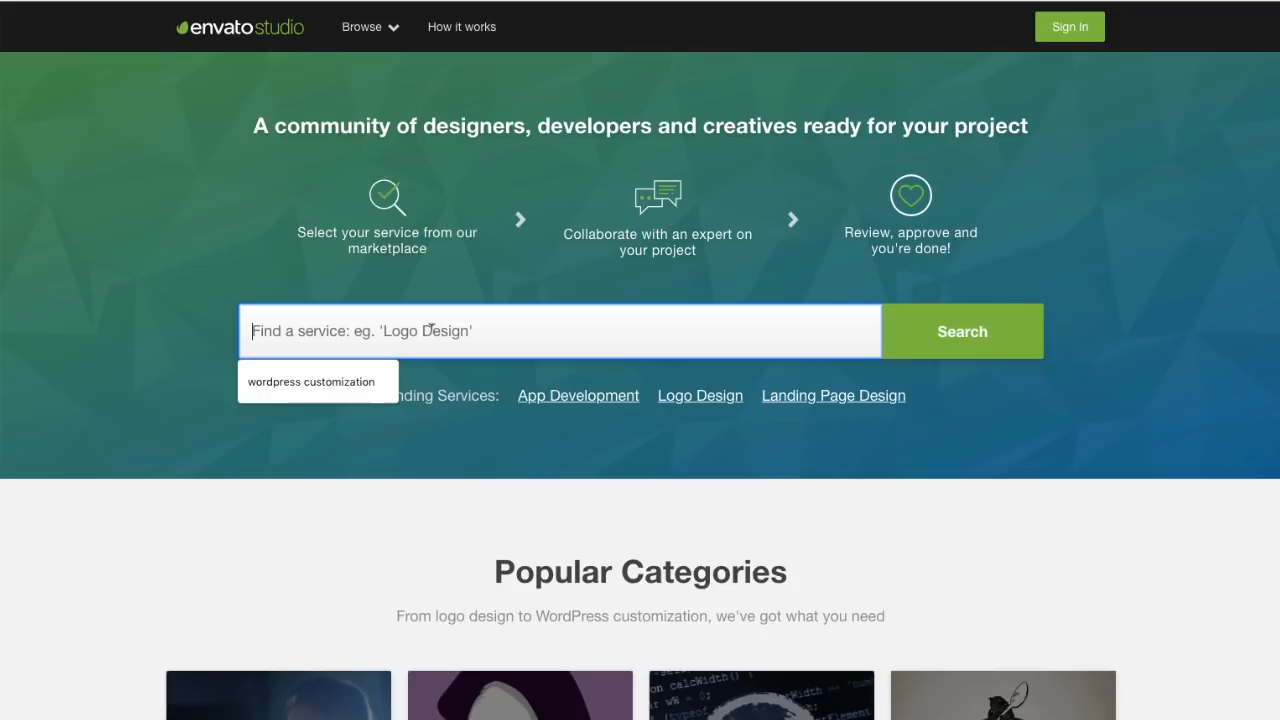 envatostudio
Browse
How it works
Sign In
A community of designers, developers and creatives ready for your project
Select your service from our
marketplace
Collaborate with an expert on
your project
Review, approve and
you're done!
Find a service: eg. 'Logo Design'
Search
wordpress customization
nding Services:
App Development
Logo Design
Landing Page Design
Popular Categories
From logo design to WordPress customization, we've got what you need